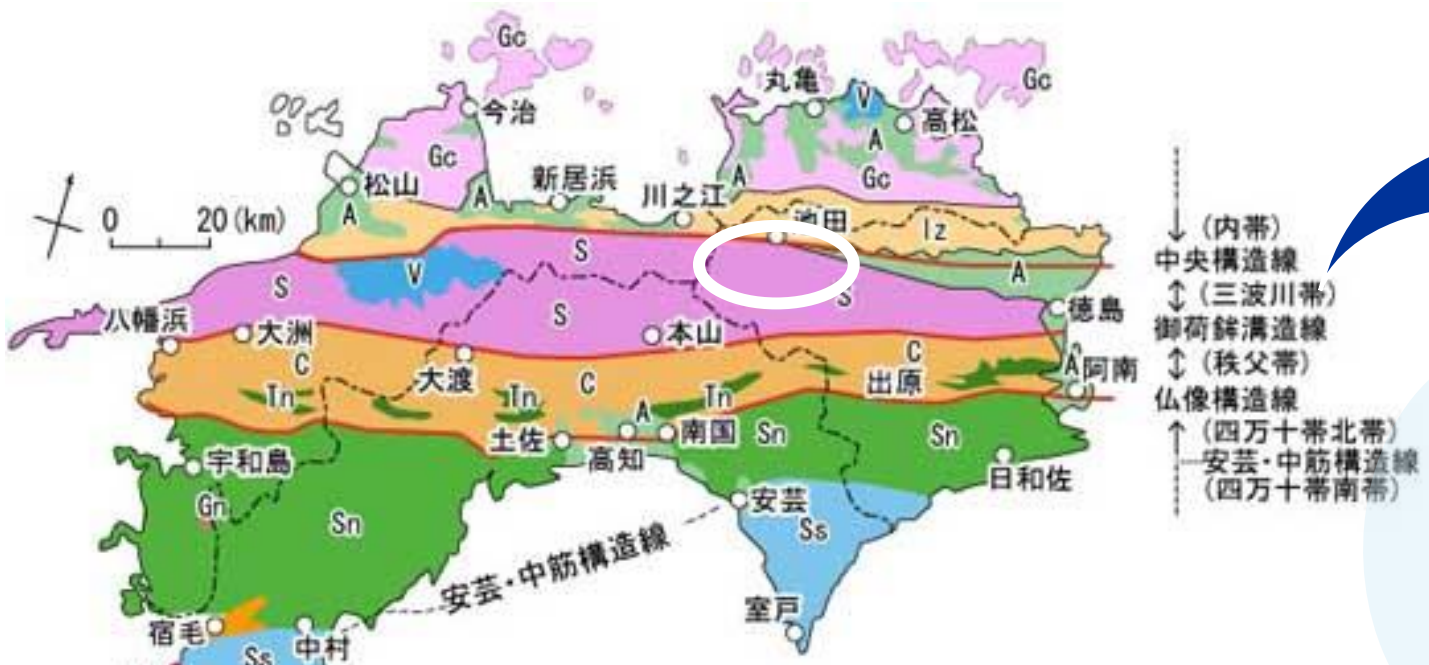 Gc
Gc
丸亀
V
今治
高松
A
Gc
Gc
松山
A
A
A
新居浜
川之江
0 20(km)
池田
Iz
(内帯)
中央構造線
S
A
V
S
(三波川帯)
S
徳島
八幡浜
大洲
S
本山
御荷鉾溝造線
C
C
A
(秩父帯)
大渡
C
出原
阿南
Tn
Tn
Tn
仏像構造線
A
土佐
南国
Sn
Sn
(四万十帯北帯)
高知
宇和島
日和佐
安芸・中筋構造線
(四万十帯南帯)
Gn
安芸
Sn
Ss
安芸・中筋構造線
室戸
宿毛
中村
Ss